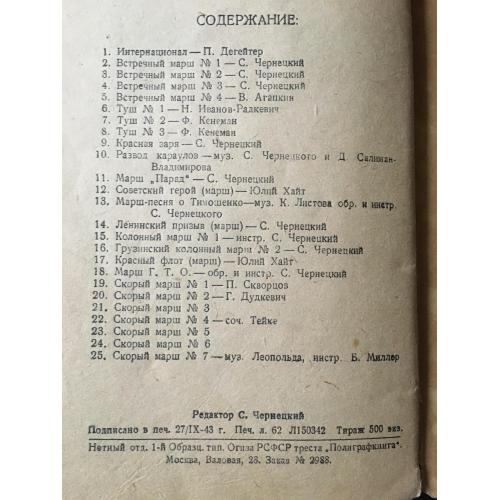 СОДЕРЖАНИЕ:
1. Интернационал — П. Дегейтер
2. Встречный марш № 1 — С. Чернецкий
3. Встречный марш № 2 — С. Чернецкий
4. Встречный марш № 3 — С. Чернецкий
5. Встречный марш № 4 — В. Агапкин
6. Туш № 1 — Н. Иванов-Радкевич
7. Туш № 2 — Ф. Кенеман
8. Туш № 3 — Ф. Кенеман
9. Красная заря — С. Чернецкий
10. Развод караулов — муз. С. Чернецкого и Д. Салиман-
Владимирова
11. Марш „Парад“ — С. Чернецкий
12. Советский герой (марш) — Юлий Хайт
13. Марш-песня о Тимошенко — муз. К. Листова обр. и инстр.
С. Чернецкого
14. Ленинский призыв (марш) — С. Чернецкий
15. Колонный марш № 1 — инстр. С. Чернецкий
16. Грузинский колонный марш № 2 — С. Чернецкий
17. Красный флот (марш) — Юлий Хайт
18. Марш Г. Т. О. — обр. и инстр. С. Чернецкий
19. Скорый марш № 1 — П. Скворцов
20. Скорый марш № 2 — Г. Дудкевич
21. Скорый марш № 3
22. Скорый марш № 4 — соч. Тейке
23. Скорый марш № 5
24. Скорый марш № 6
25. Скорый марш № 7 — муз. Леопольда, инстр. Б. Миллер
Редактор С. Чернецкий
Подписано в печ. 27/IX-43 г. Печ. л. 62 Л150342 Тираж 500 экз.
Нотный отд. 1-й Образц. тип. Огиза РСФСР треста „Полиграфкнига“.
Москва, Валовая, 28. Заказ № 2988.